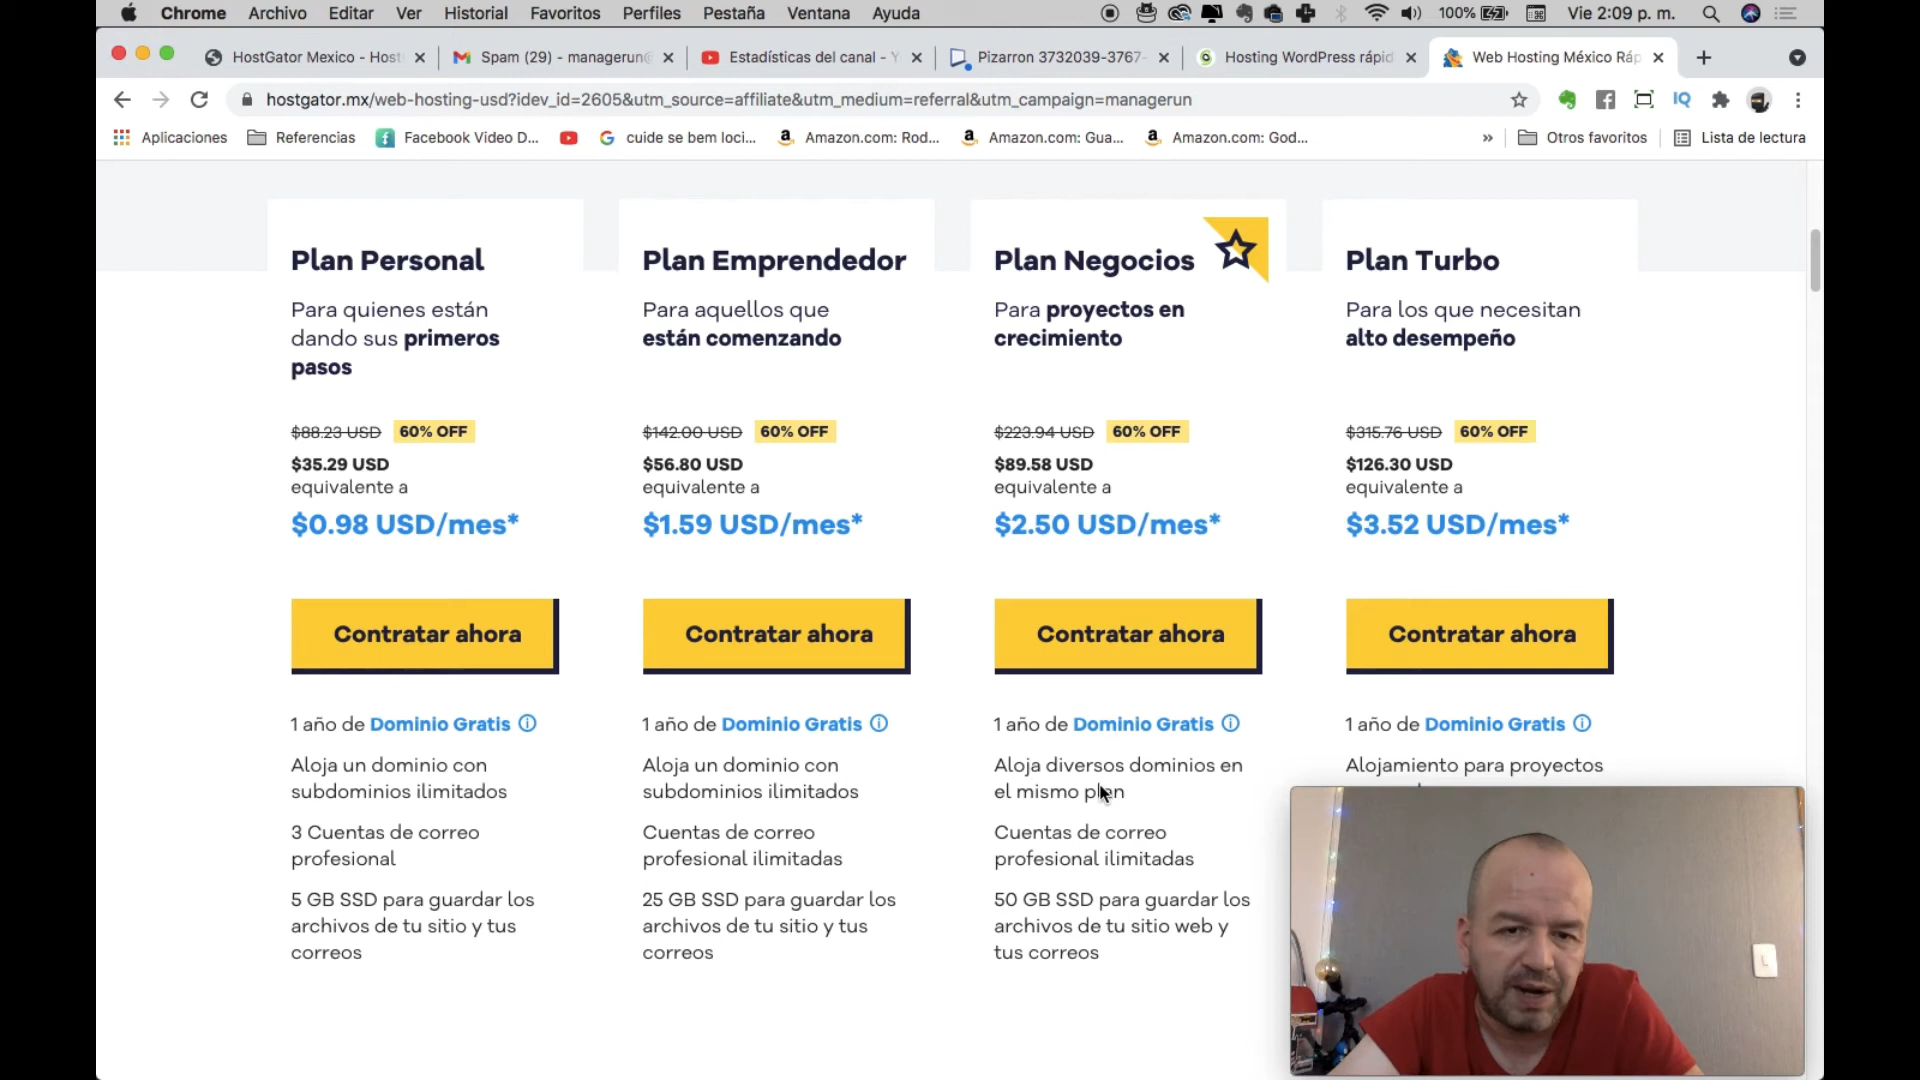 Chrome Archivo Editar Ver Historial Favoritos Perfiles Pestaña Ventana Ayuda 100% Vie 2:09 p. m.
HostGator Mexico - Host Spam (29) - managerun@ Estadísticas del canal - Y Pizarron 3732039-3767- Hosting WordPress rápid Web Hosting México Ráp
hostgator.mx/web-hosting-usd?idev_id=2605&utm_source=affiliate&utm_medium=referral&utm_campaign=managerun IQ
Aplicaciones Referencias Facebook Video D... cuide se bem loci... Amazon.com: Rod... Amazon.com: Gua... Amazon.com: God... » Otros favoritos Lista de lectura
Plan Personal
Para quienes están
dando sus primeros
pasos
$88.23 USD 60% OFF
$35.29 USD
equivalente a
$0.98 USD/mes*
Contratar ahora
1 año de Dominio Gratis
Aloja un dominio con
subdominios ilimitados
3 Cuentas de correo
profesional
5 GB SSD para guardar los
archivos de tu sitio y tus
correos
Plan Emprendedor
Para aquellos que
están comenzando
$142.00 USD 60% OFF
$56.80 USD
equivalente a
$1.59 USD/mes*
Contratar ahora
1 año de Dominio Gratis
Aloja un dominio con
subdominios ilimitados
Cuentas de correo
profesional ilimitadas
25 GB SSD para guardar los
archivos de tu sitio y tus
correos
Plan Negocios
Para proyectos en
crecimiento
$223.94 USD 60% OFF
$89.58 USD
equivalente a
$2.50 USD/mes*
Contratar ahora
1 año de Dominio Gratis
Aloja diversos dominios en
el mismo plan
Cuentas de correo
profesional ilimitadas
50 GB SSD para guardar los
archivos de tu sitio web y
tus correos
Plan Turbo
Para los que necesitan
alto desempeño
$315.76 USD 60% OFF
$126.30 USD
equivalente a
$3.52 USD/mes*
Contratar ahora
1 año de Dominio Gratis
Alojamiento para proyectos